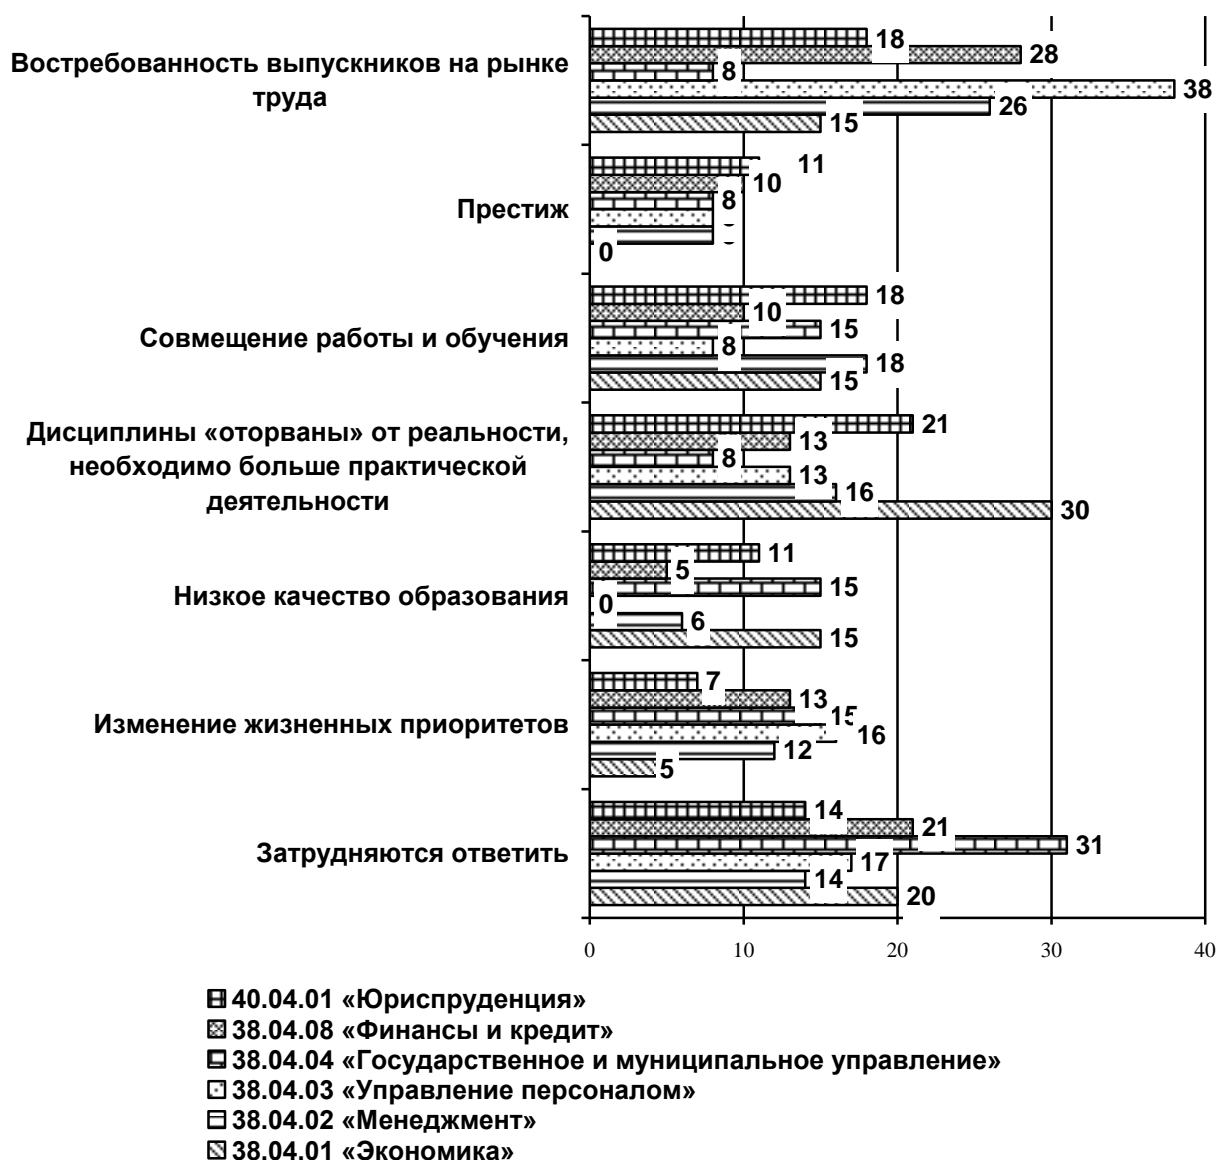 18
28
Востребованность выпускников на рынке
труда
8
38
26
15
11
10
Престиж
8
0
18
10
Совмещение работы и обучения
15
8
18
15
21
Дисциплины «оторваны» от реальности,
необходимо больше практической
деятельности
13
8
13
16
30
11
5
Низкое качество образования
15
0
6
15
7
13
Изменение жизненных приоритетов
15
16
12
5
14
21
Затрудняются ответить
31
17
14
20
0 10 20 30 40
40.04.01 «Юриспруденция»
38.04.08 «Финансы и кредит»
38.04.04 «Государственное и муниципальное управление»
38.04.03 «Управление персоналом»
38.04.02 «Менеджмент»
38.04.01 «Экономика»